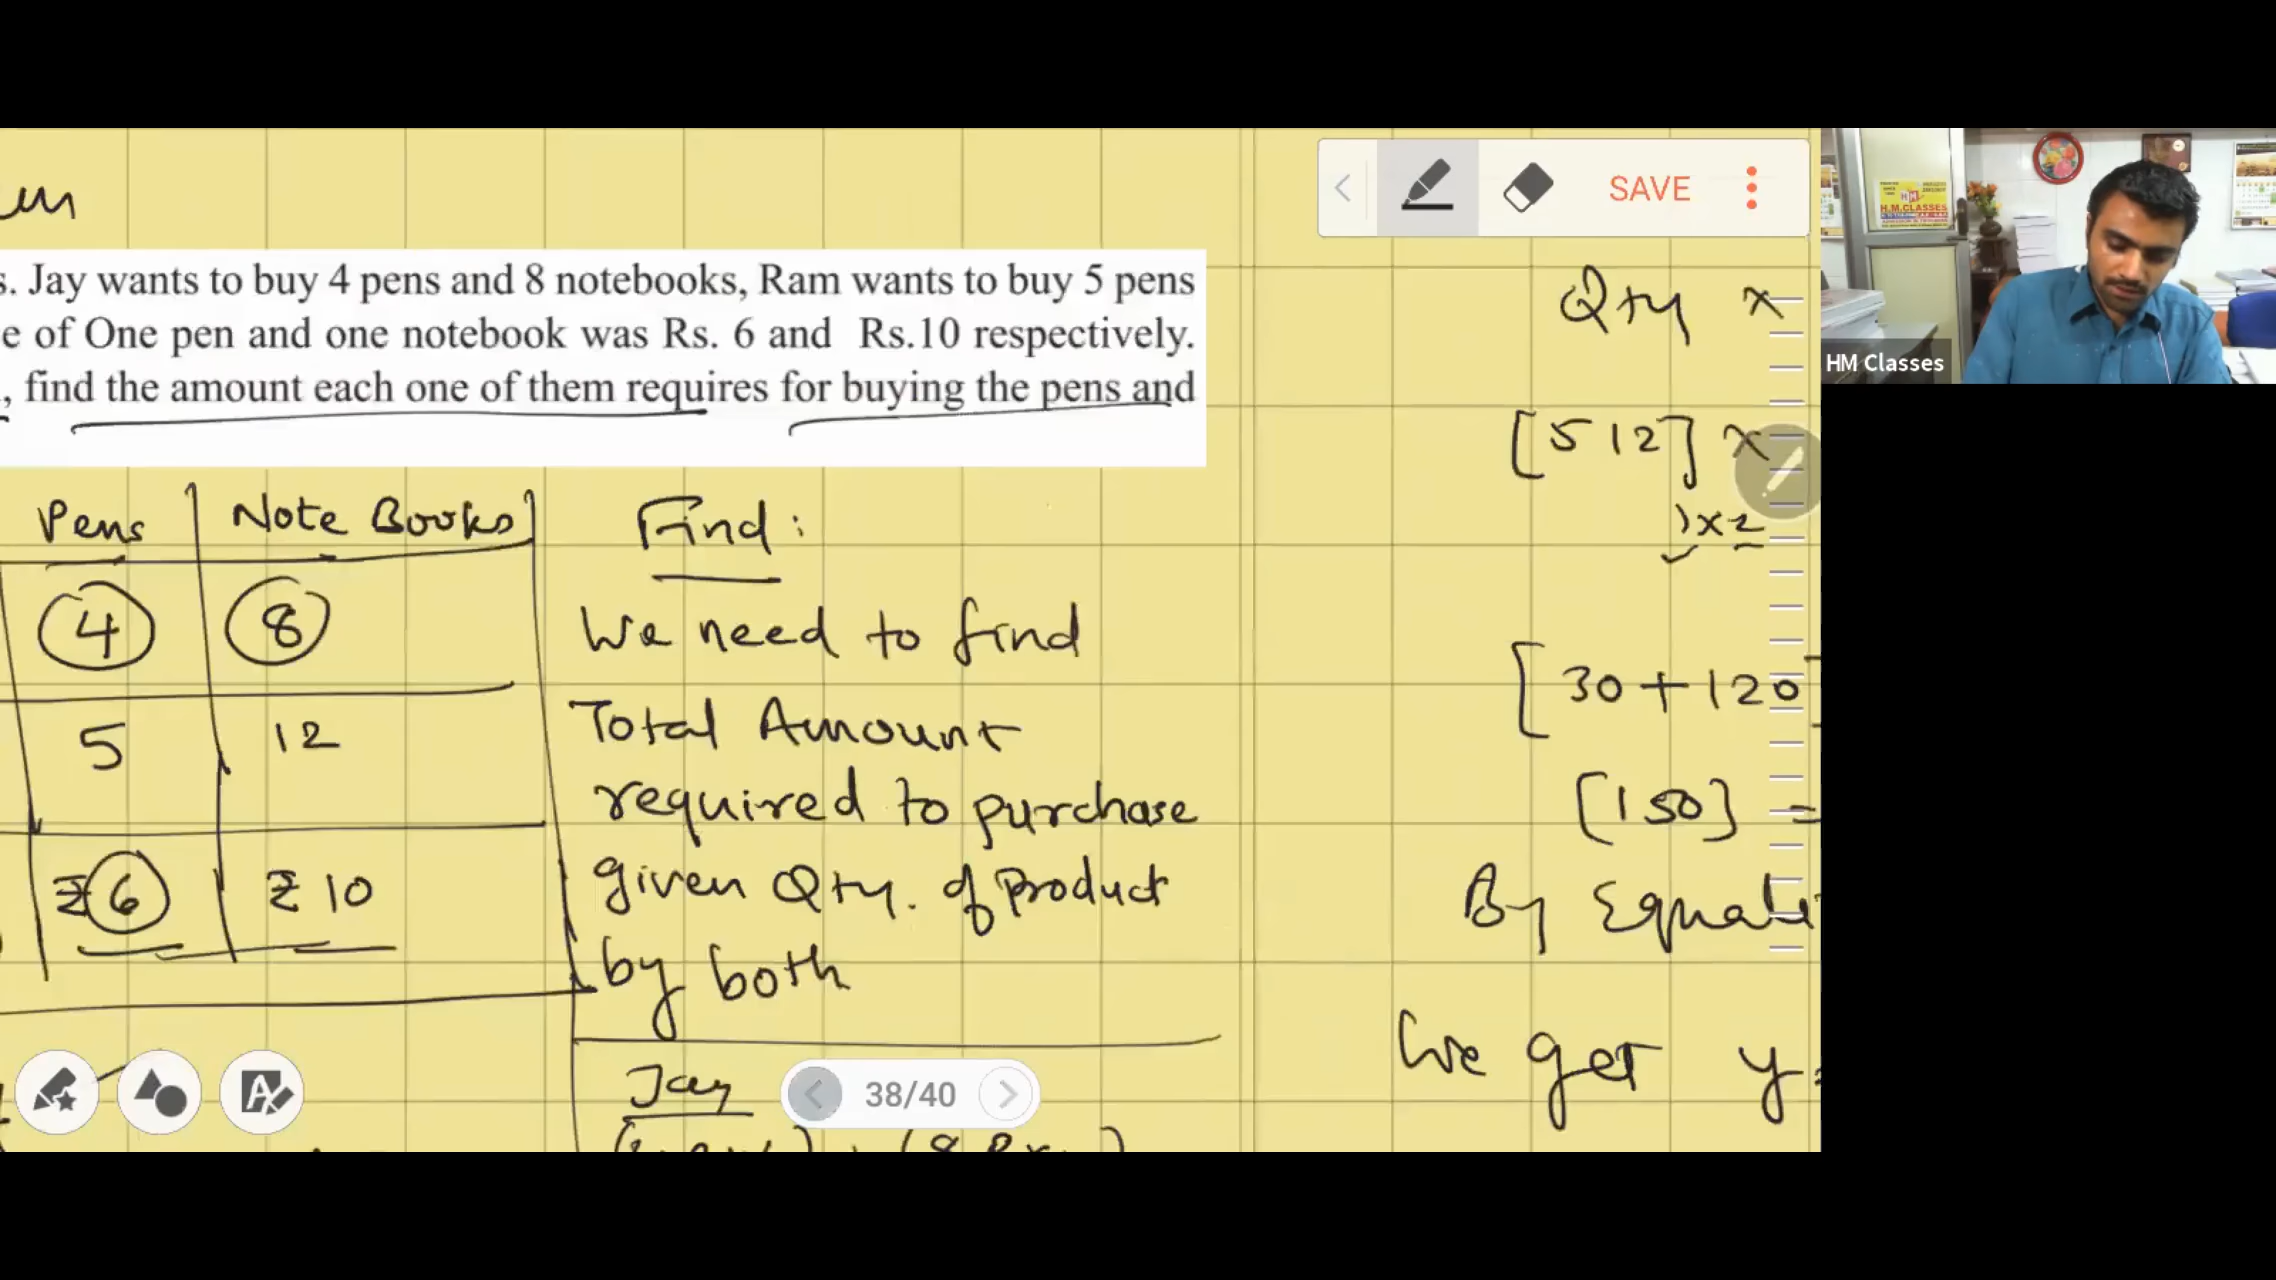 SAVE
s. Jay wants to buy 4 pens and 8 notebooks, Ram wants to buy 5 pens
e of One pen and one notebook was Rs. 6 and Rs.10 respectively.
, find the amount each one of them requires for buying the pens and
Pens Note Books
4 8
5 12
₹6 ₹10
Find:
We need to find
Total Amount
required to purchase
given Qty. of Product
by both
Jay
Qty ×
[5 12] ×
1×2
[30+120
[150] =
By
We get y=
38/40
H.M.CLASSES
HM Classes